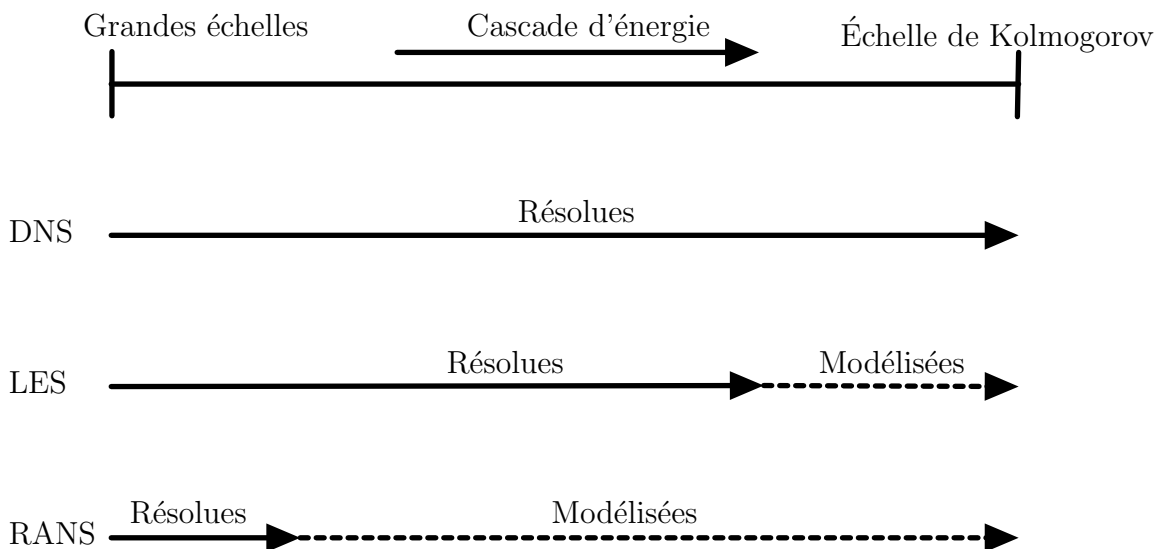 Grandes échelles
Cascade d'énergie
Échelle de Kolmogorov
DNS
Résolues
LES
Résolues
Modélisées
RANS
Résolues
Modélisées